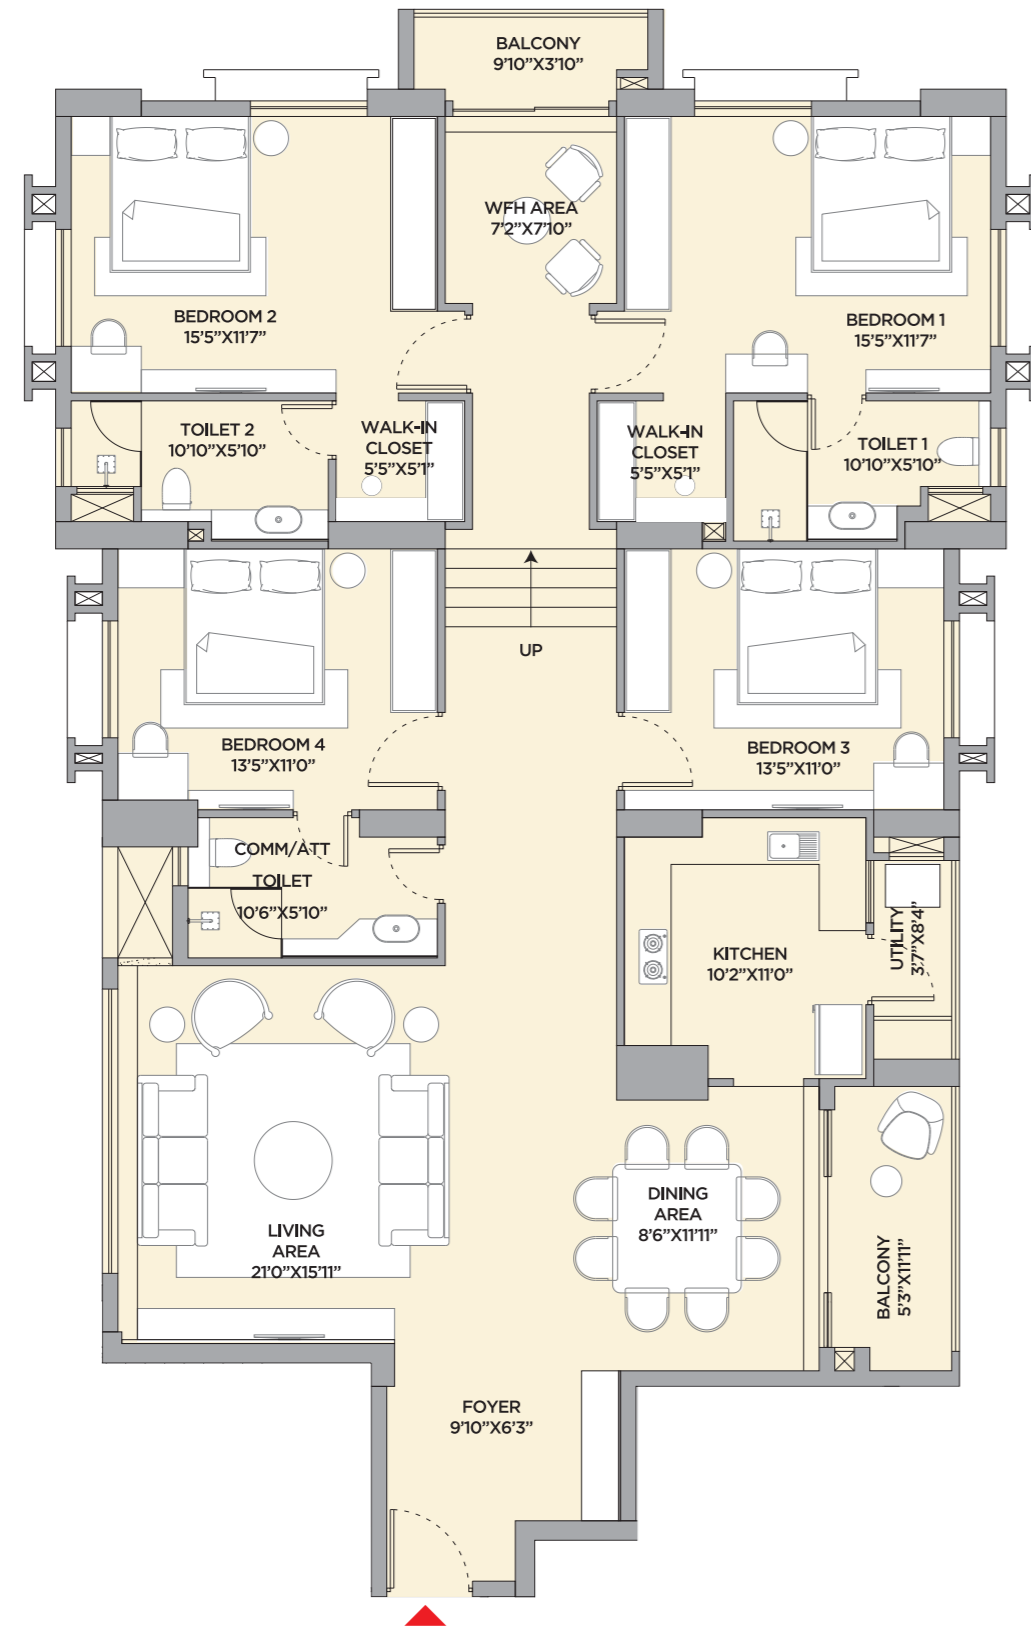 BALCONY
9'10"X3'10"
WFH AREA
7'2"X7'10"
BEDROOM 2
15'5"X11'7"
BEDROOM 1
15'5"X11'7"
TOILET 2
10'10"X5'10"
WALK-IN
CLOSET
5'5"X5'1"
WALK-IN
CLOSET
5'5"X5'1"
TOILET 1
10'10"X5'10"
UP
BEDROOM 4
13'5"X11'0"
BEDROOM 3
13'5"X11'0"
COMM/ATT
TOILET
10'6"X5'10"
KITCHEN
10'2"X11'0"
UTILITY
3'7"X8'4"
LIVING
AREA
21'0"X15'11"
DINING
AREA
8'6"X11'11"
BALCONY
5'3"X11'11"
FOYER
9'10"X6'3"